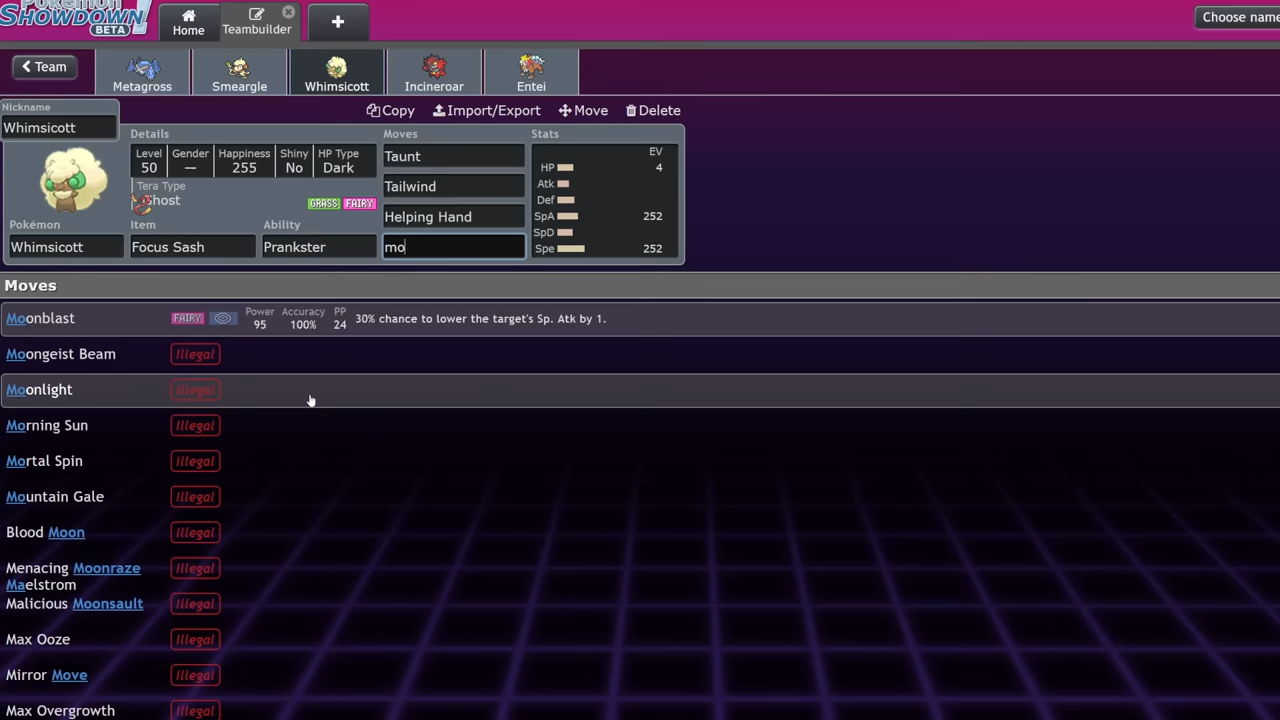 Pokémon
SHOWDOWN!
BETA
Home
Teambuilder
+
Choose name
Team
Metagross
Smeargle
Whimsicott
Incineroar
Entei
Copy
Import/Export
Move
Delete
Nickname
Whimsicott
Details
Level Gender Happiness Shiny HP Type
50 — 255 No Dark
Tera Type
Ghost
GRASS FAIRY
Pokémon
Whimsicott
Item
Focus Sash
Ability
Prankster
Moves
Taunt
Tailwind
Helping Hand
mo
Stats
EV
HP 4
Atk
Def
SpA 252
SpD
Spe 252
Moves
Moonblast FAIRY Power 95 Accuracy 100% PP 24 30% chance to lower the target's Sp. Atk by 1.
Moongeist Beam Illegal
Moonlight Illegal
Morning Sun Illegal
Mortal Spin Illegal
Mountain Gale Illegal
Blood Moon Illegal
Menacing Moonraze
Maelstrom Illegal
Malicious Moonsault Illegal
Max Ooze Illegal
Mirror Move Illegal
Max Overgrowth Illegal